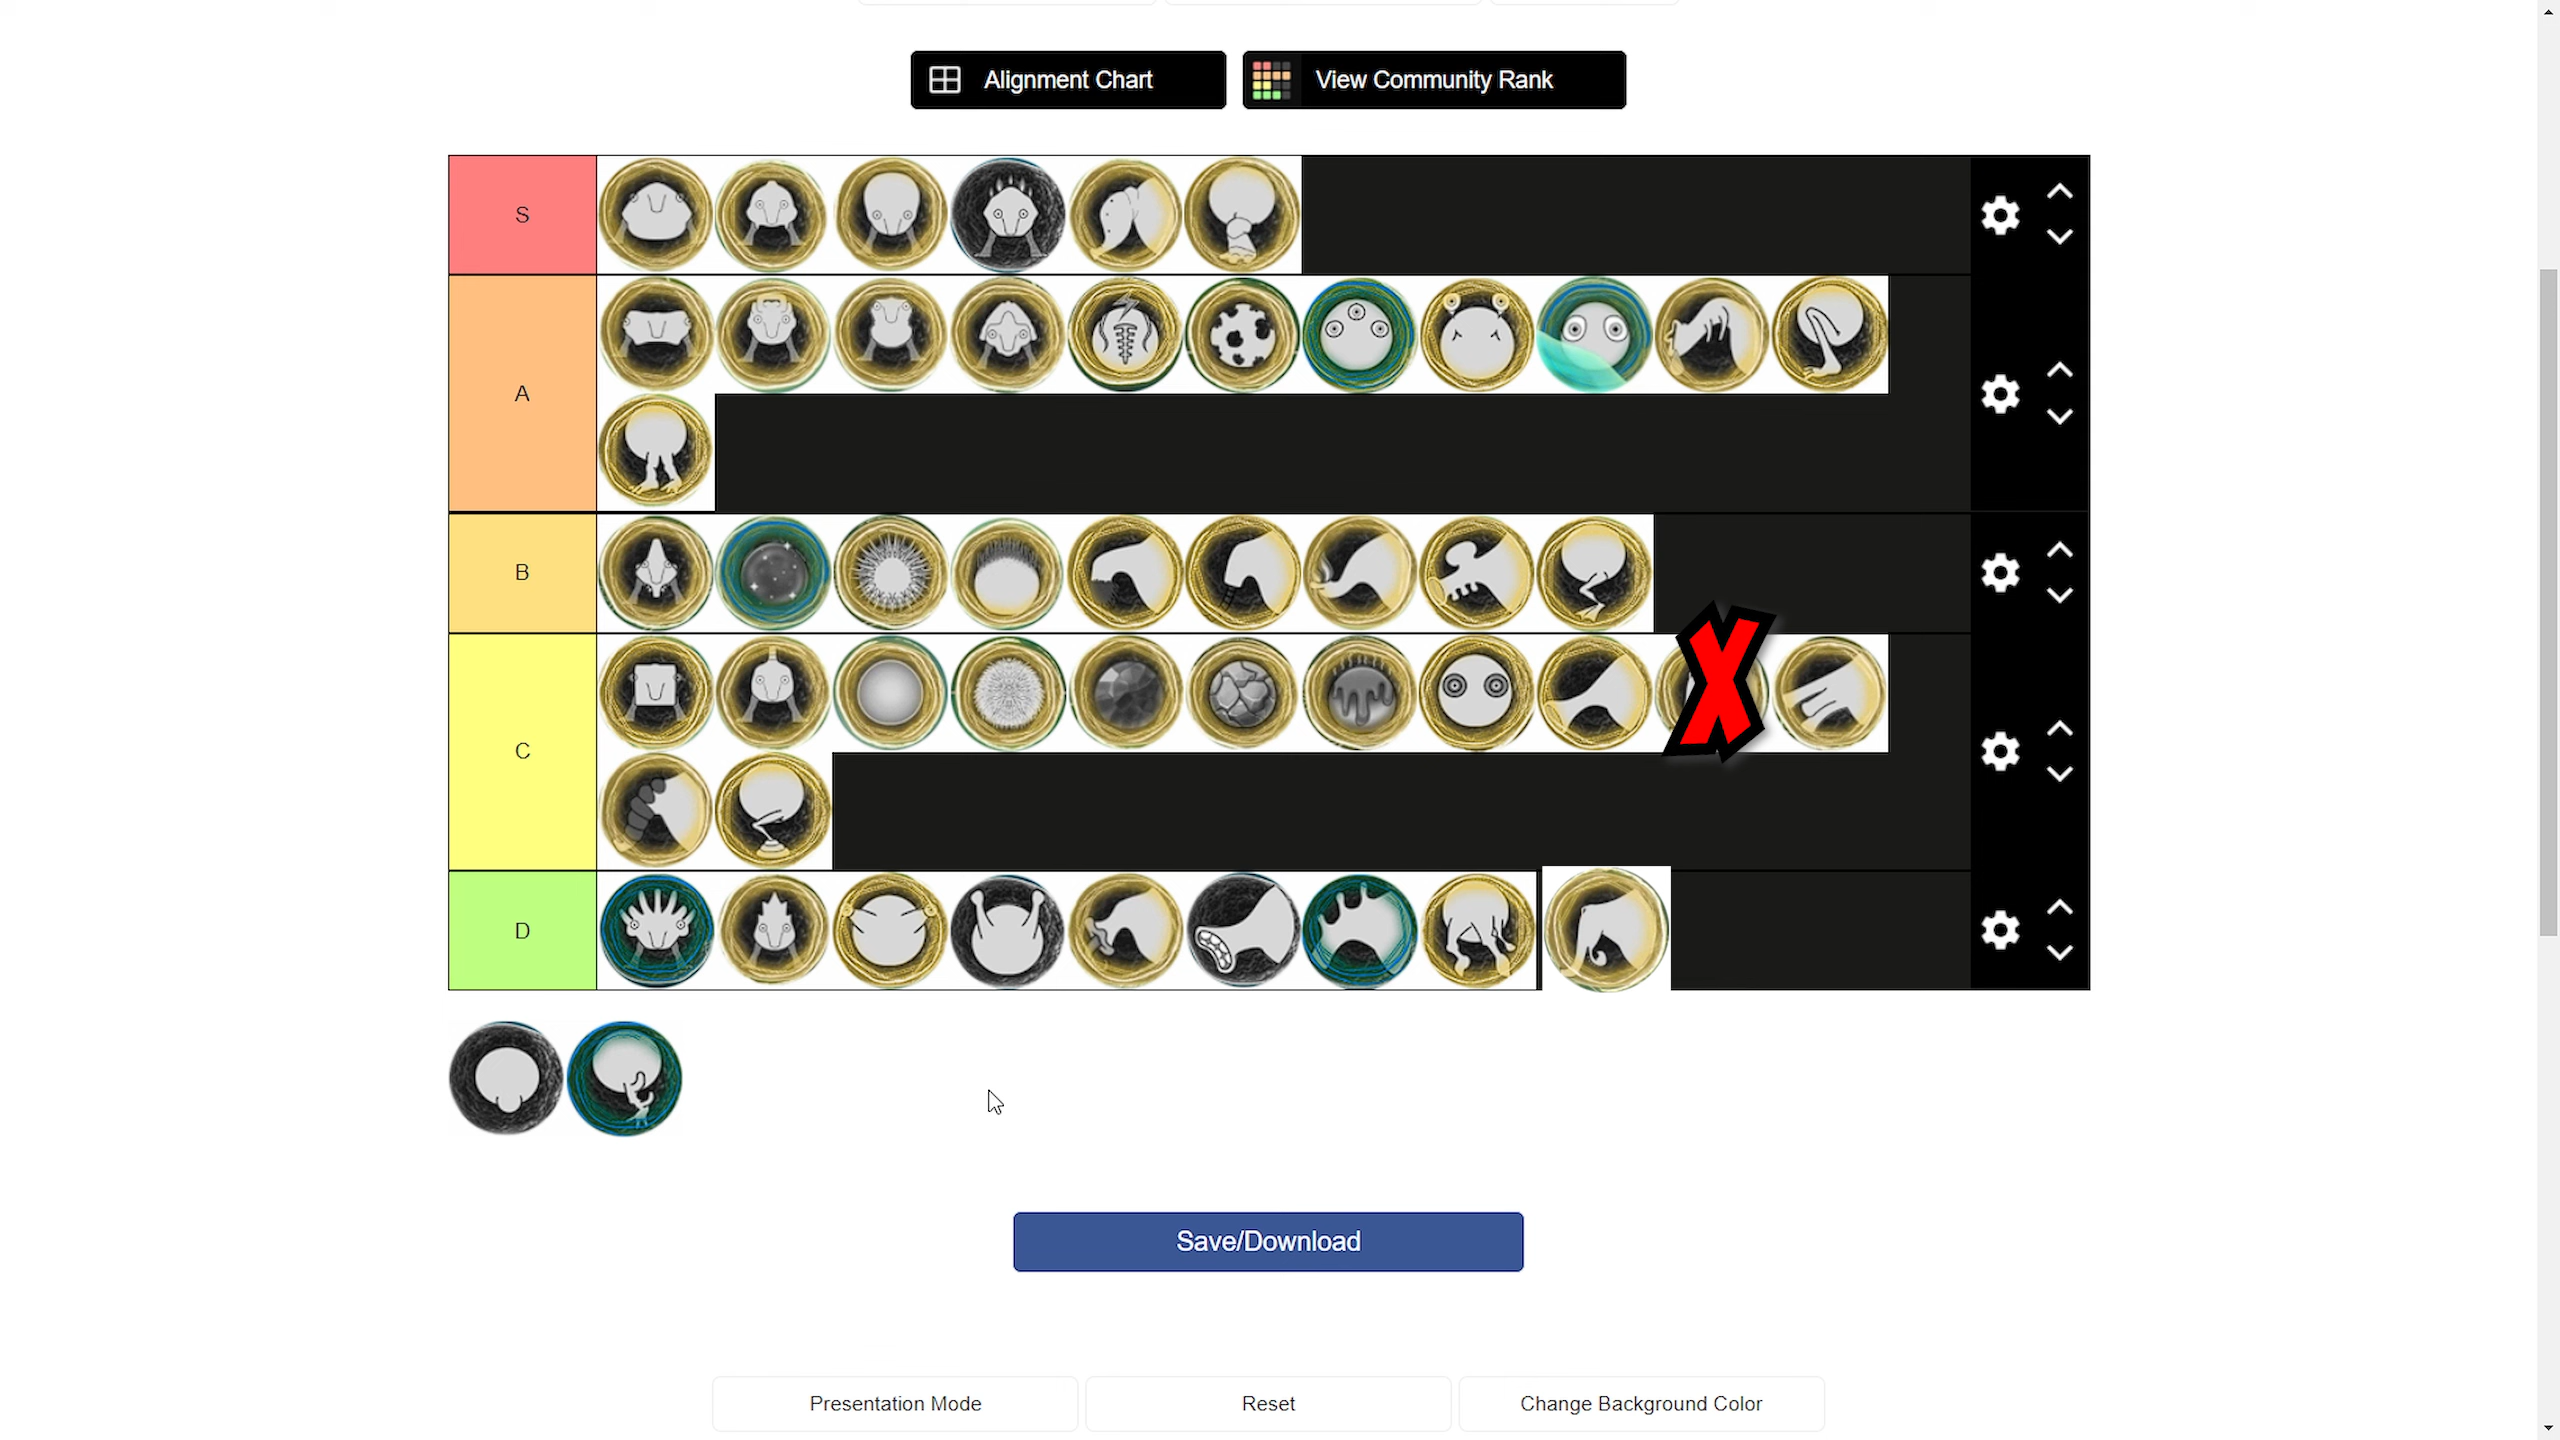 Alignment Chart
View Community Rank
S
A
B
C
D
Save/Download
Presentation Mode
Reset
Change Background Color